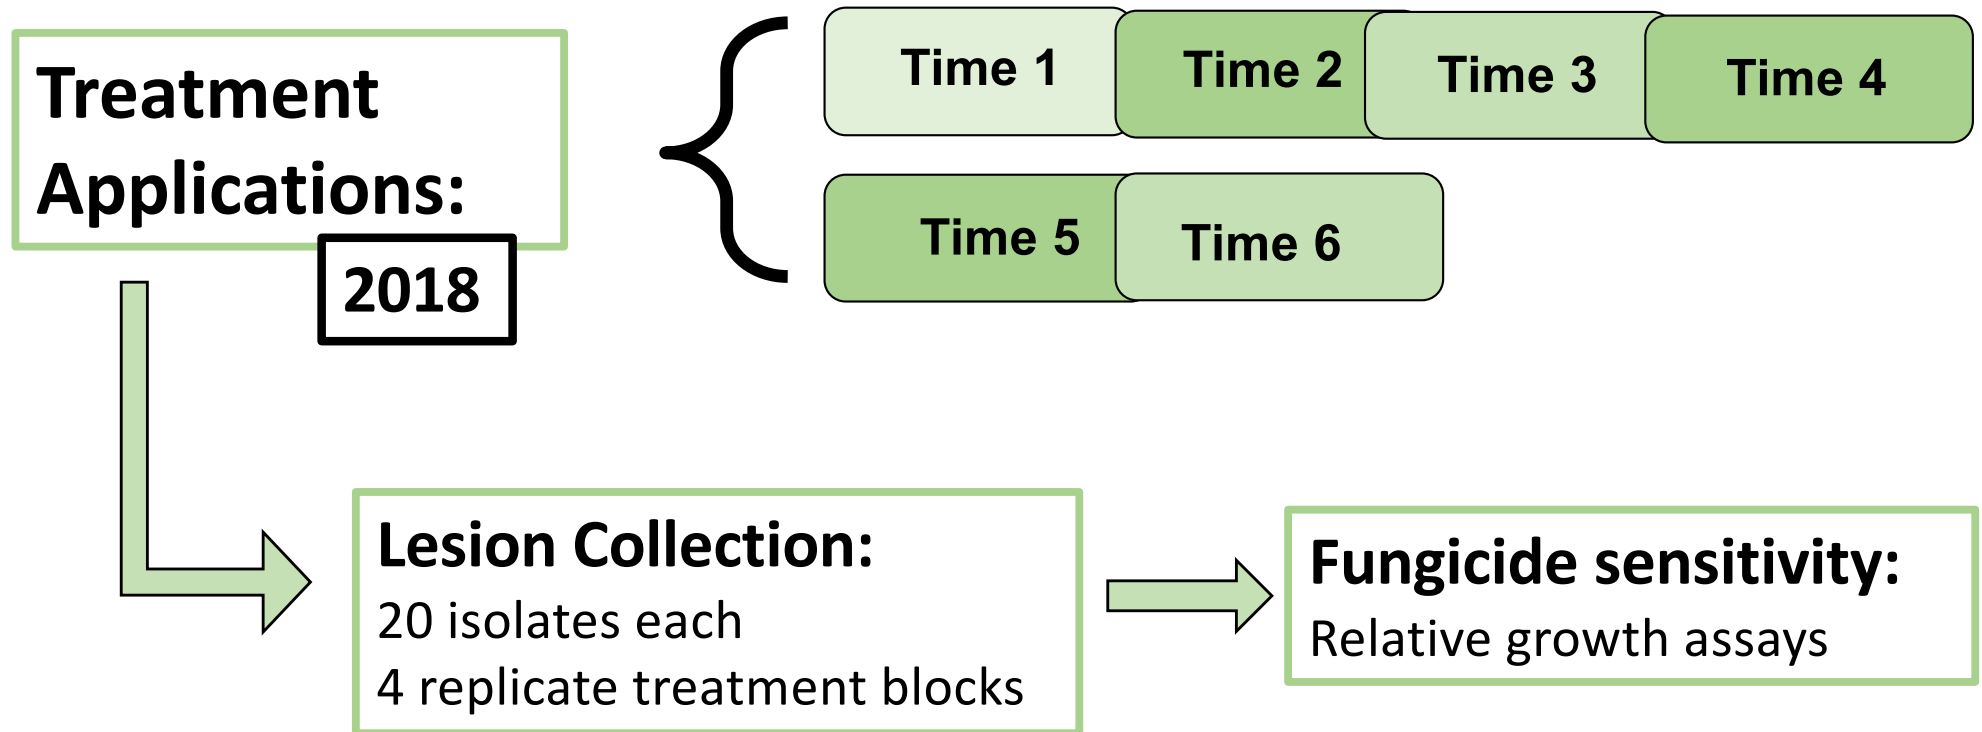 Treatment
Applications:
2018
Time 1
Time 2
Time 3
Time 4
Time 5
Time 6
Lesion Collection:
20 isolates each
4 replicate treatment blocks
Fungicide sensitivity:
Relative growth assays